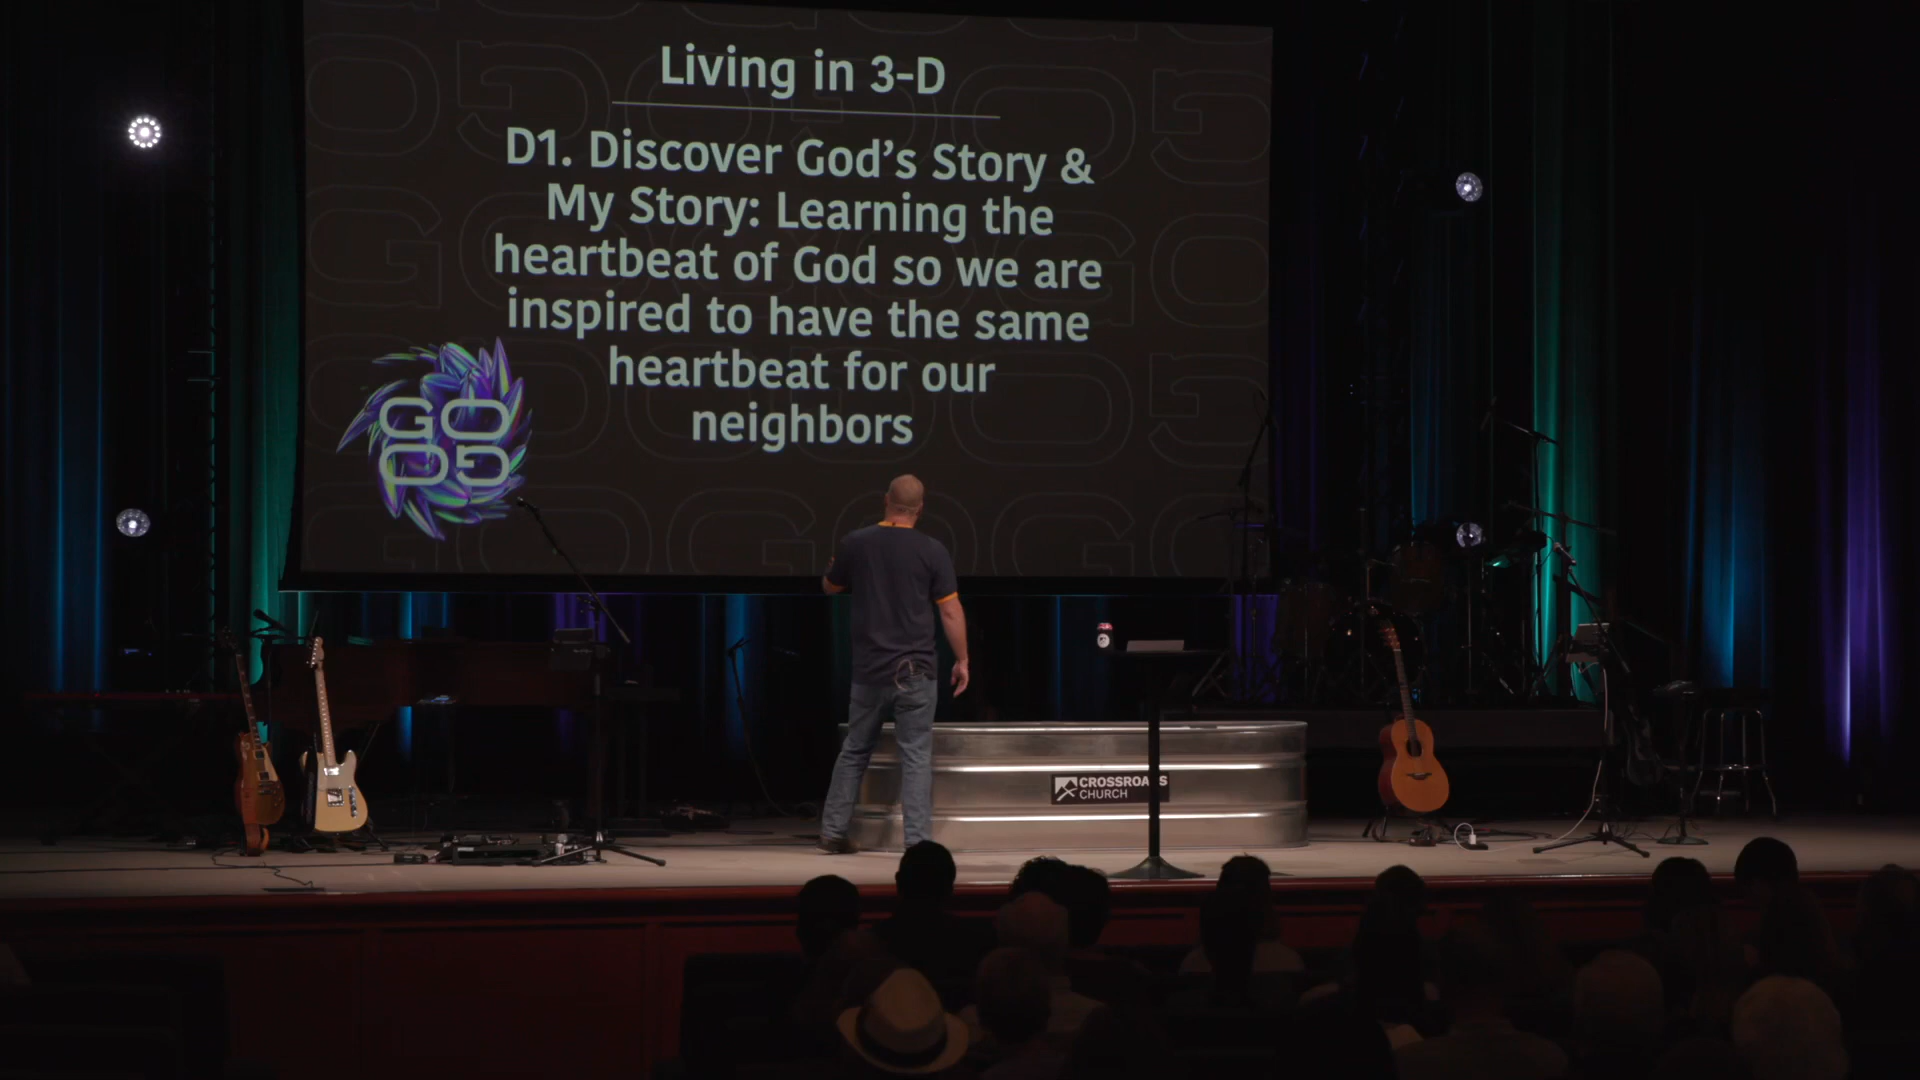 Living in 3-D
D1. Discover God's Story &
My Story: Learning the
heartbeat of God so we are
inspired to have the same
heartbeat for our
neighbors
GO
GO
CROSSROADS
CHURCH